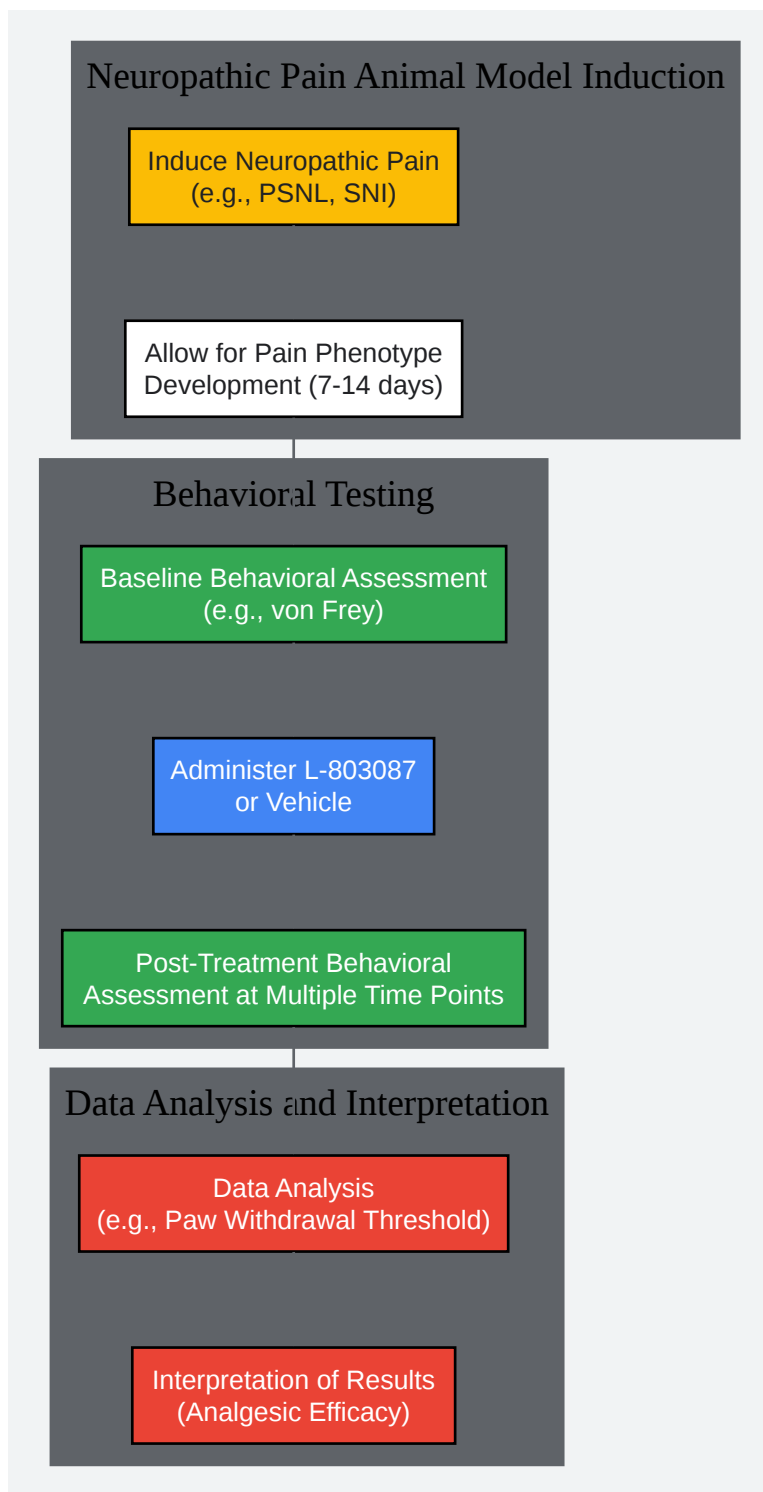 Neuropathic Pain Animal Model Induction
Induce Neuropathic Pain
(e.g., PSNL, SNI)
Allow for Pain Phenotype
Development (7-14 days)
Behavioral Testing
Baseline Behavioral Assessment
(e.g., von Frey)
Administer L-803087
or Vehicle
Post-Treatment Behavioral
Assessment at Multiple Time Points
Data Analysis and Interpretation
Data Analysis
(e.g., Paw Withdrawal Threshold)
Interpretation of Results
(Analgesic Efficacy)